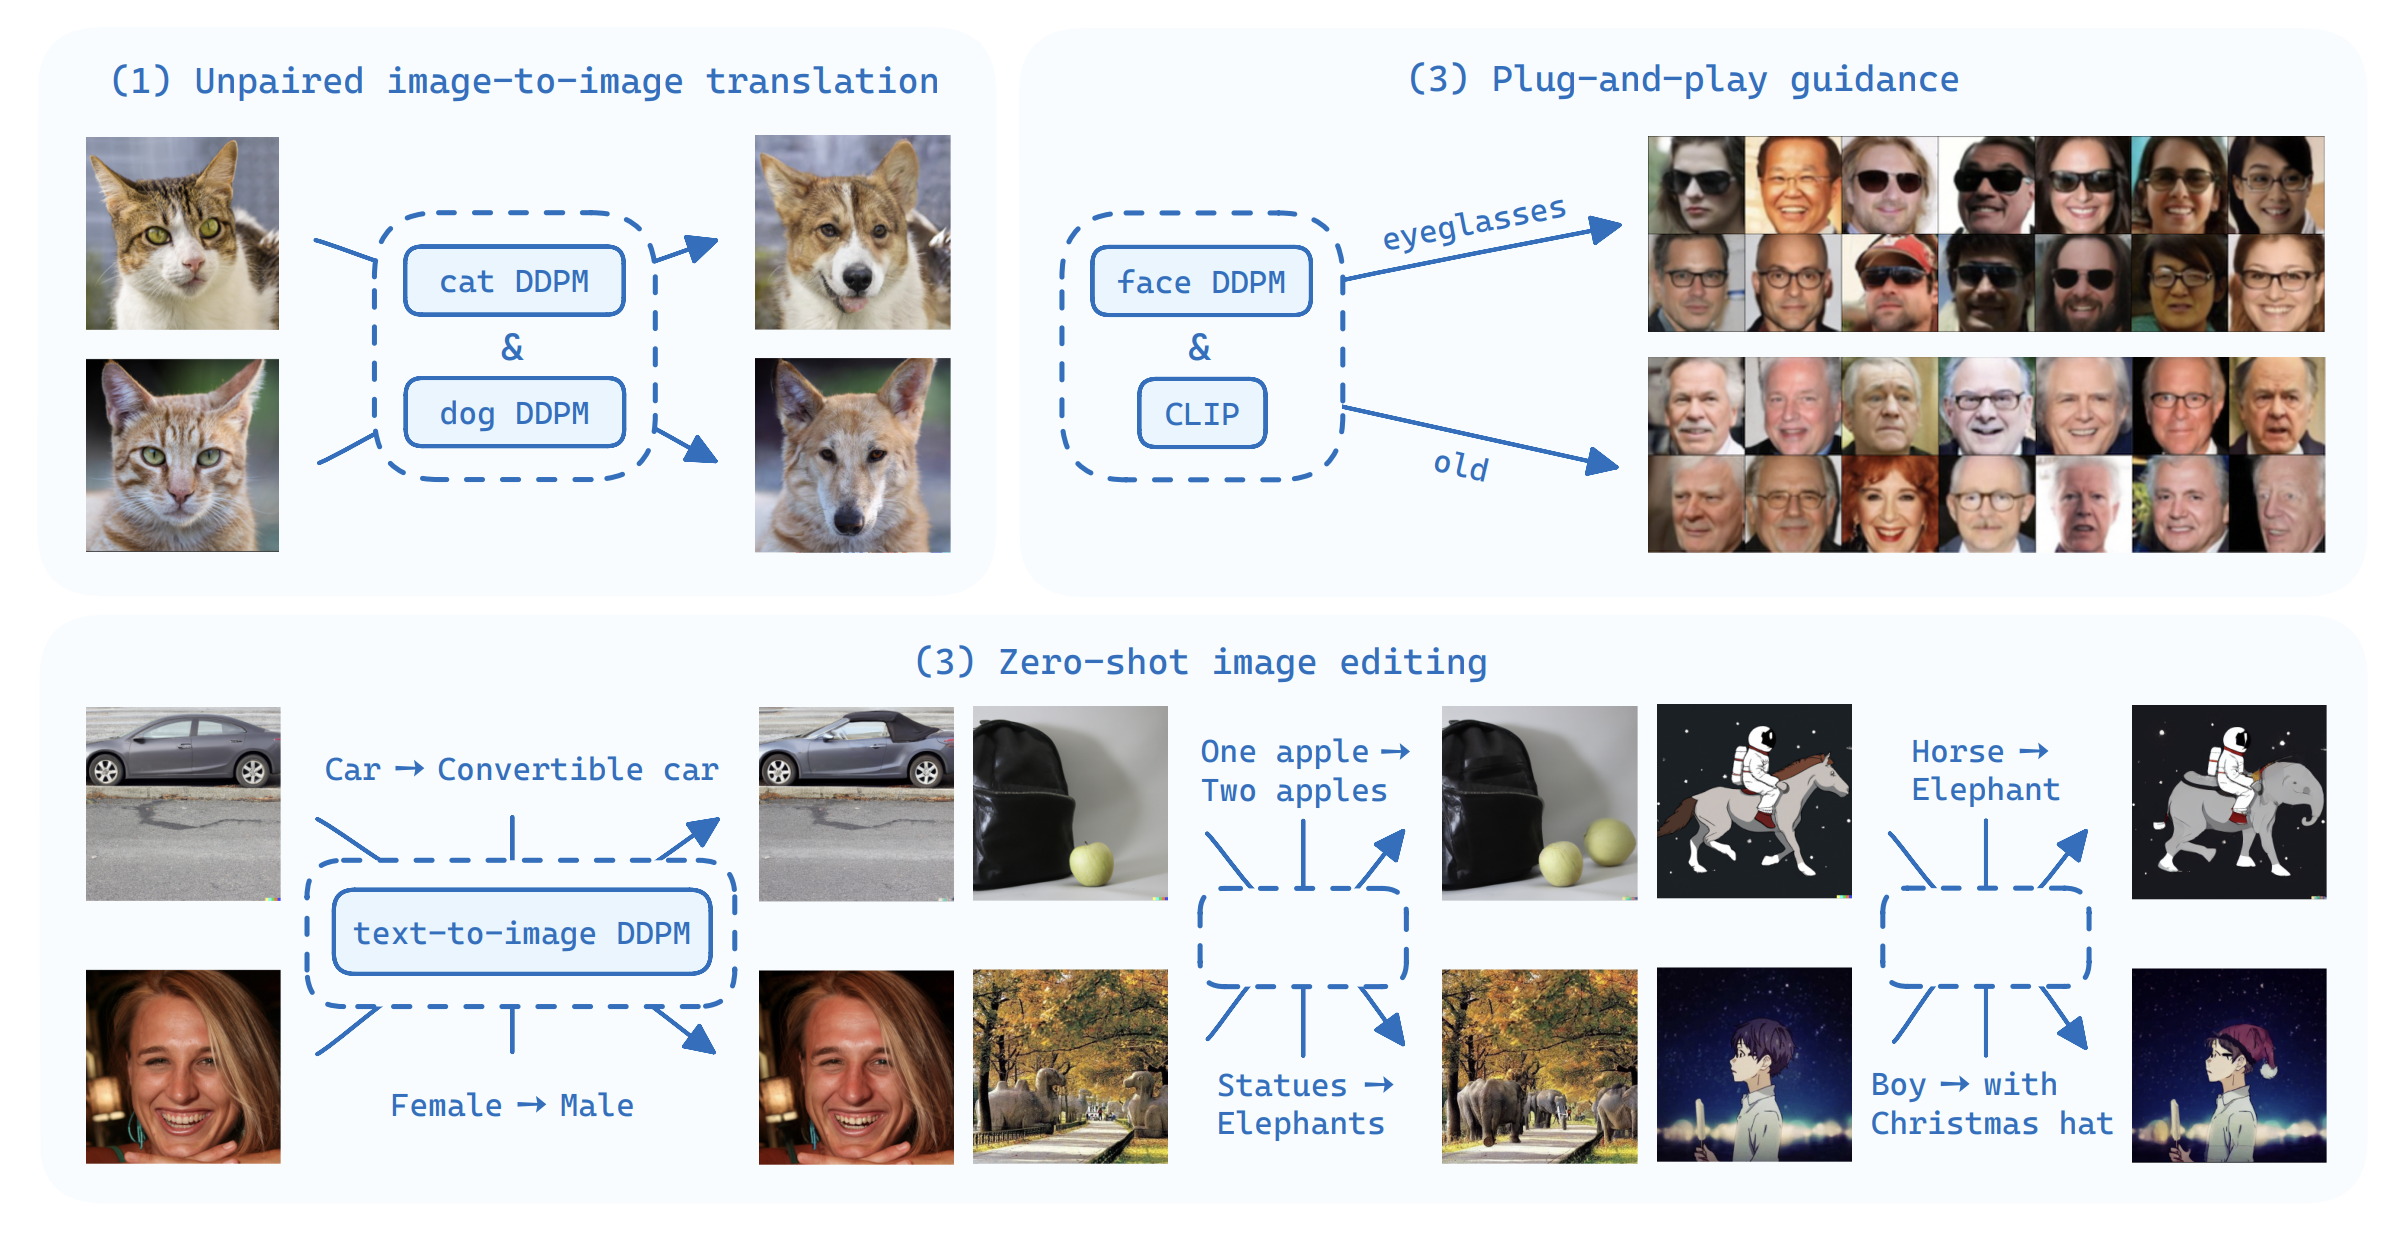 (1) Unpaired image-to-image translation
cat DDPM
&
dog DDPM
(3) Plug-and-play guidance
face DDPM
&
CLIP
eyeglasses
old
(3) Zero-shot image editing
Car → Convertible car
text-to-image DDPM
Female → Male
One apple →
Two apples
Statues →
Elephants
Horse →
Elephant
Boy → with
Christmas hat